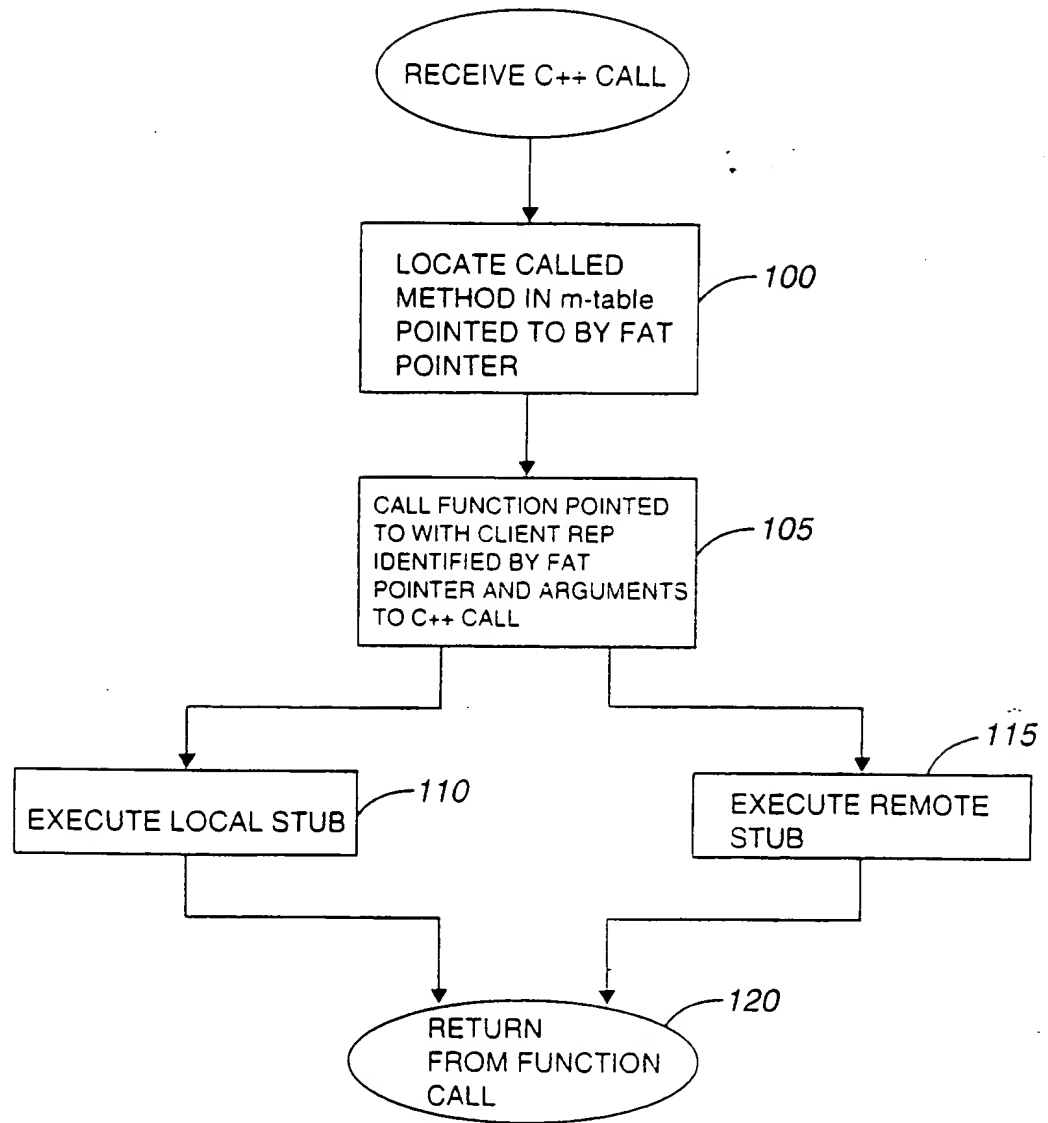 RECEIVE C++ CALL
LOCATE CALLED
METHOD IN m-table
POINTED TO BY FAT
POINTER
100
CALL FUNCTION POINTED
TO WITH CLIENT REP
IDENTIFIED BY FAT
POINTER AND ARGUMENTS
TO C++ CALL
105
EXECUTE LOCAL STUB
110
EXECUTE REMOTE
STUB
115
RETURN
FROM FUNCTION
CALL
120